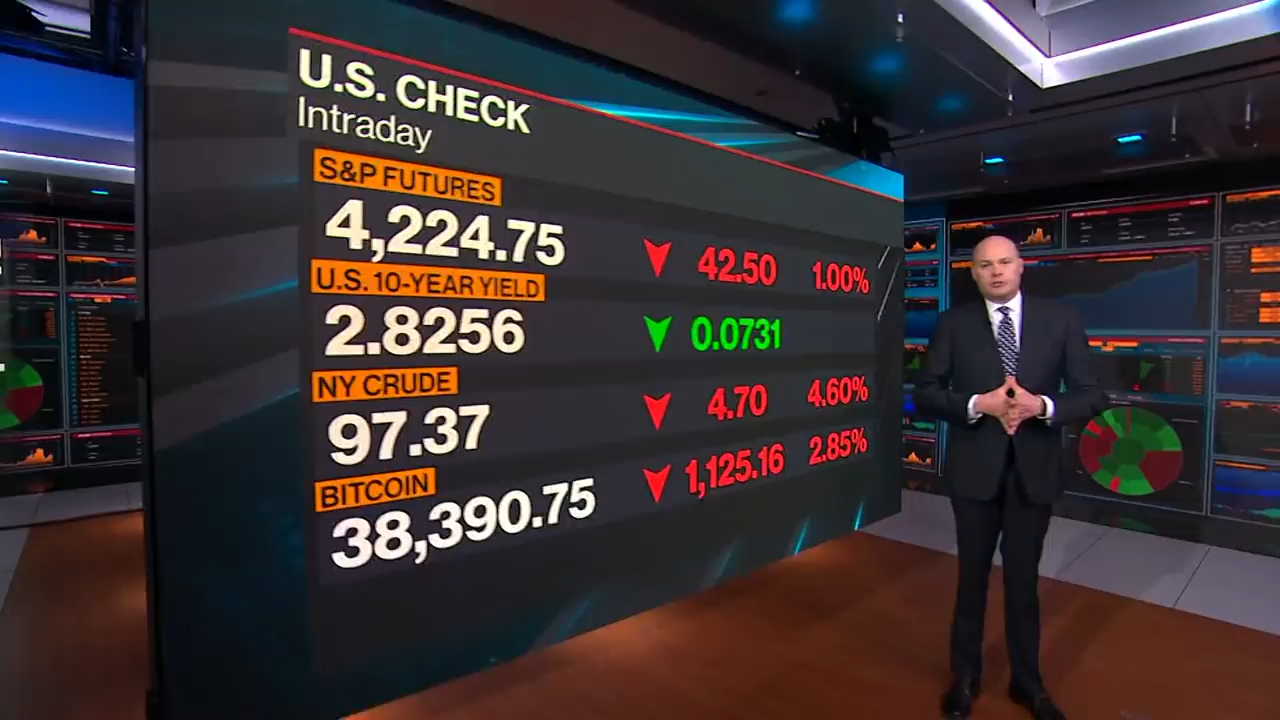 U.S. CHECK
Intraday
S&P FUTURES
4,224.75 42.50 1.00%
U.S. 10-YEAR YIELD
2.8256 0.0731
NY CRUDE
97.37 4.70 4.60%
BITCOIN
38,390.75 1,125.16 2.85%